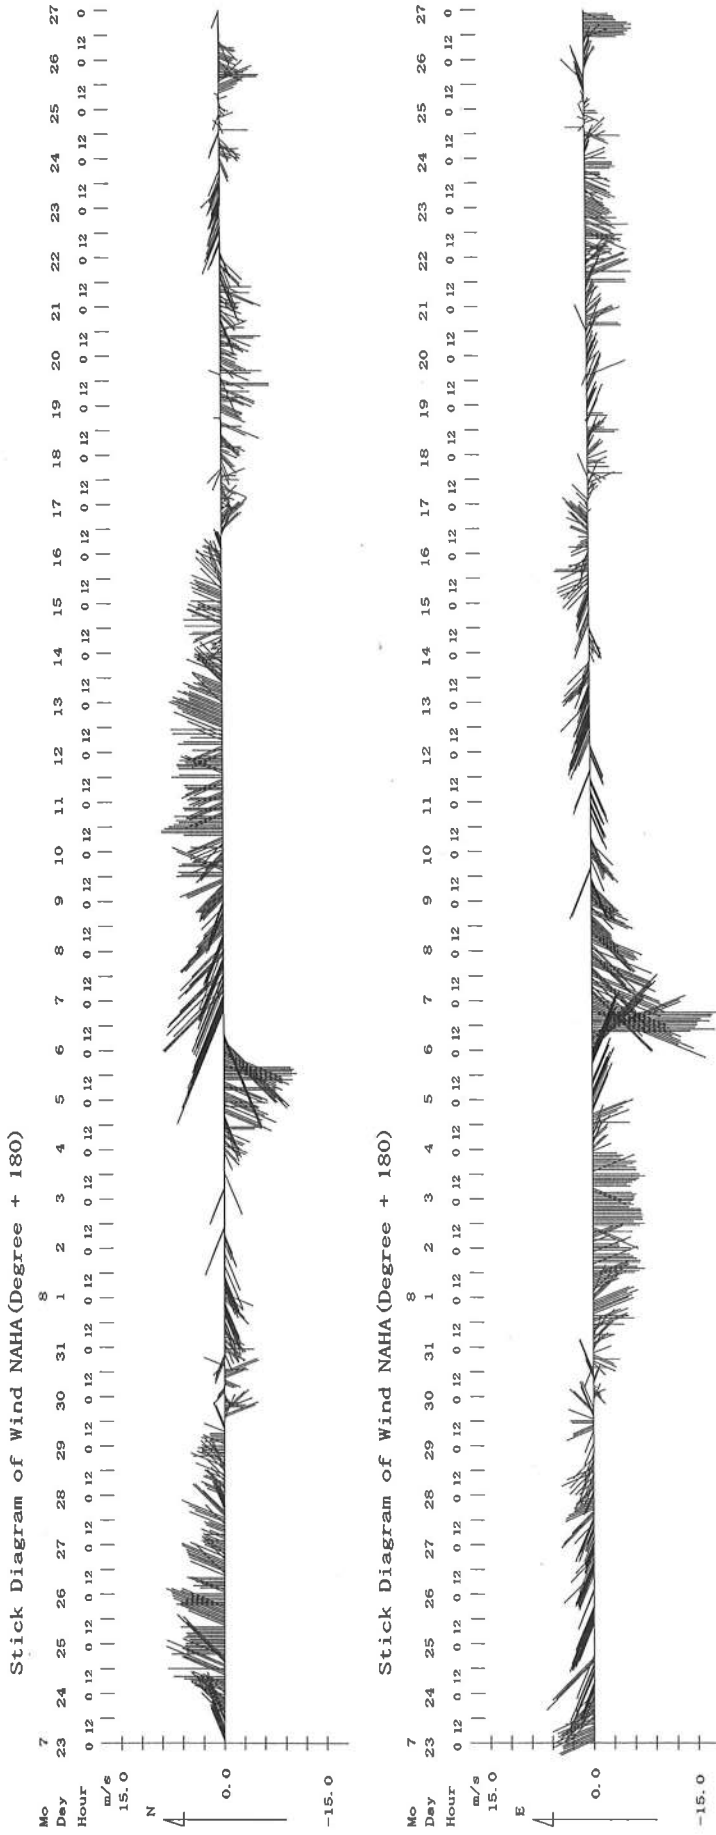 Stick Diagram of Wind NAHA(Degree + 180)
Mo 7 8
Day 23 24 25 26 27 28 29 30 31 1 2 3 4 5 6 7 8 9 10 11 12 13 14 15 16 17 18 19 20 21 22 23 24 25 26 27
Hour 0 12 0 12 0 12 0 12 0 12 0 12 0 12 0 12 0 12 0 12 0 12 0 12 0 12 0 12 0 12 0 12 0 12 0 12 0 12 0 12 0 12 0 12 0 12 0 12 0 12 0 12 0 12 0 12 0 12 0 12 0 12 0 12 0 12 0 12 0 12 0
m/s
15.0
N
0.0
-15.0
Stick Diagram of Wind NAHA(Degree + 180)
Mo 7 8
Day 23 24 25 26 27 28 29 30 31 1 2 3 4 5 6 7 8 9 10 11 12 13 14 15 16 17 18 19 20 21 22 23 24 25 26 27
Hour 0 12 0 12 0 12 0 12 0 12 0 12 0 12 0 12 0 12 0 12 0 12 0 12 0 12 0 12 0 12 0 12 0 12 0 12 0 12 0 12 0 12 0 12 0 12 0 12 0 12 0 12 0 12 0 12 0 12 0 12 0 12 0 12 0 12 0 12 0 12 0
m/s
15.0
E
0.0
-15.0